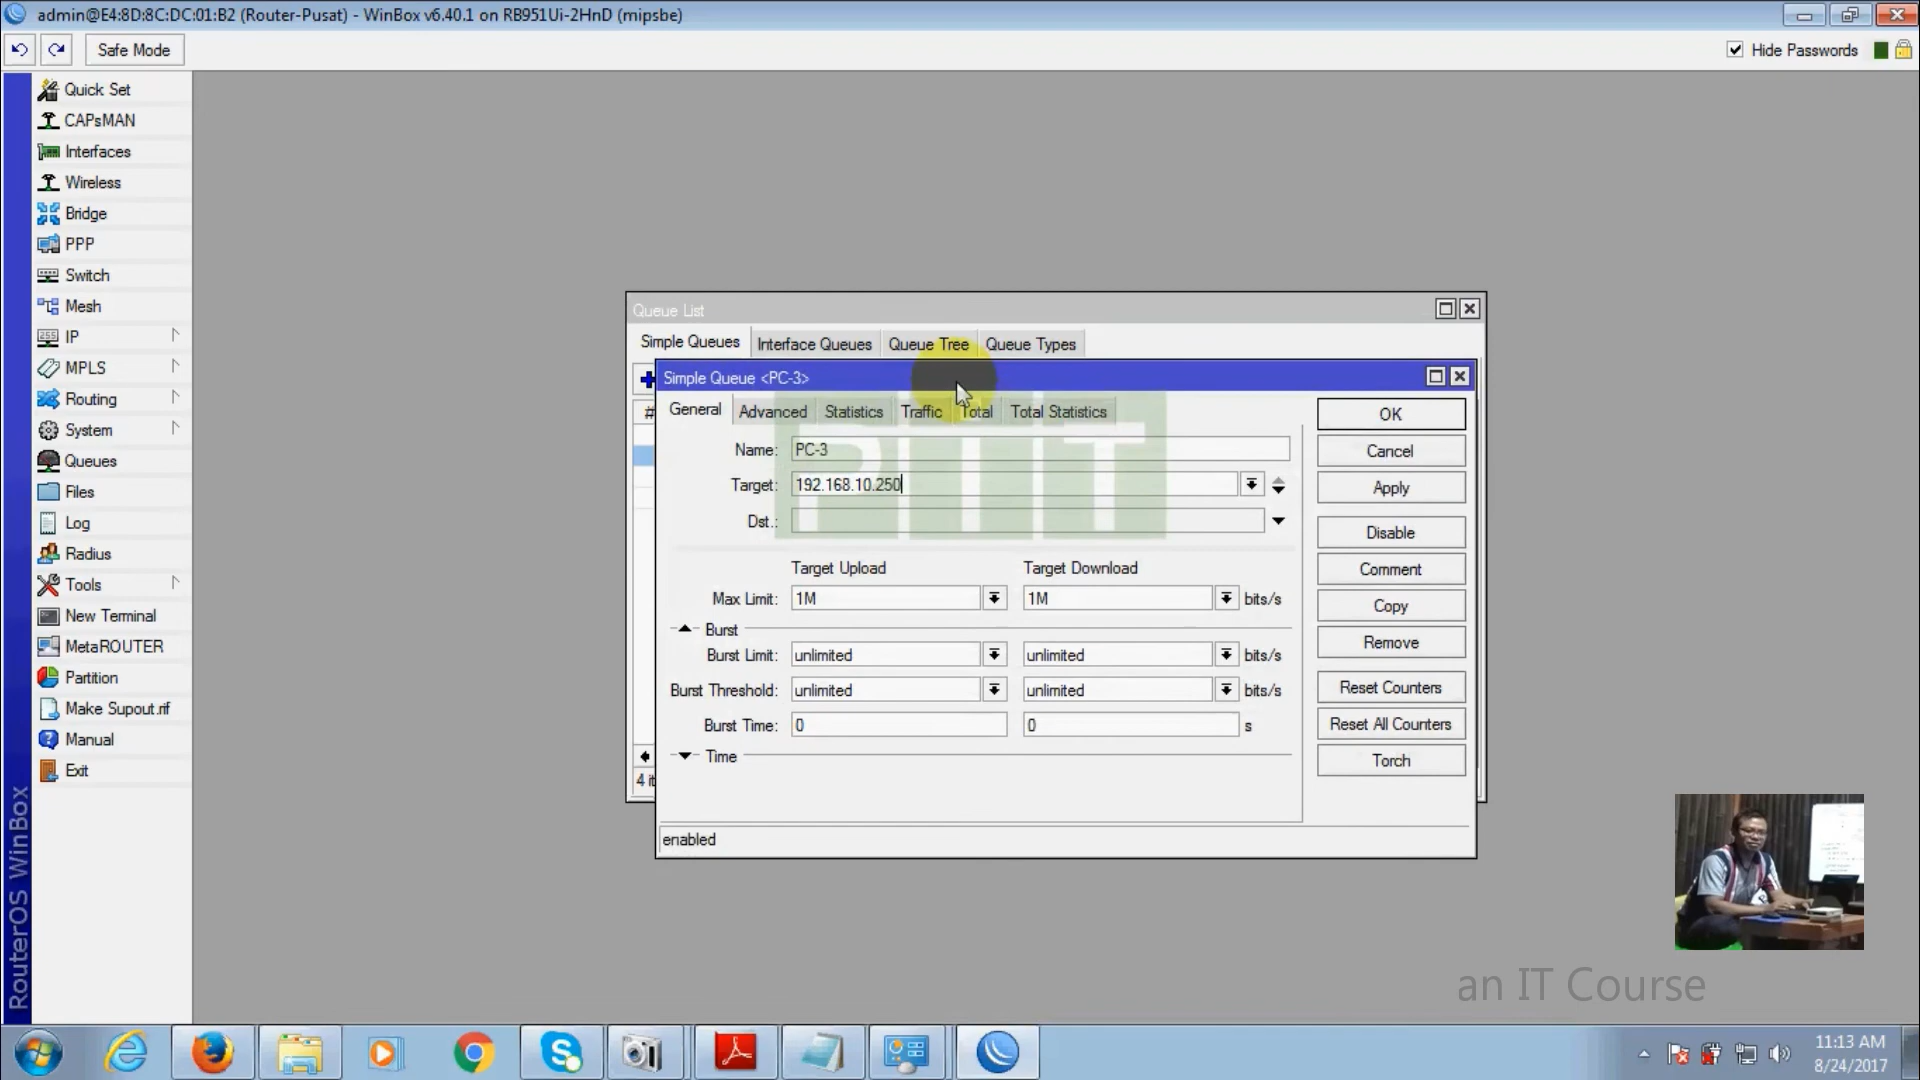 admin@E4:8D:8C:DC:01:B2 (Router-Pusat) - WinBox v6.40.1 on RB951Ui-2HnD (mipsbe)
Safe Mode
Hide Passwords
Quick Set
CAPsMAN
Interfaces
Wireless
Bridge
PPP
Switch
Mesh
IP
MPLS
Routing
System
Queues
Files
Log
Radius
Tools
New Terminal
MetaROUTER
Partition
Make Supout.rif
Manual
Exit
RouterOS WinBox
Queue List
Simple Queues Interface Queues Queue Tree Queue Types
#
4 it
Simple Queue <PC-3>
General Advanced Statistics Traffic Total Total Statistics
Name: PC-3
Target: 192.168.10.250
Dst.:
Target Upload Target Download
Max Limit: 1M 1M bits/s
Burst
Burst Limit: unlimited unlimited bits/s
Burst Threshold: unlimited unlimited bits/s
Burst Time: 0 0 s
Time
enabled
OK
Cancel
Apply
Disable
Comment
Copy
Remove
Reset Counters
Reset All Counters
Torch
an IT Course
11:13 AM
8/24/2017